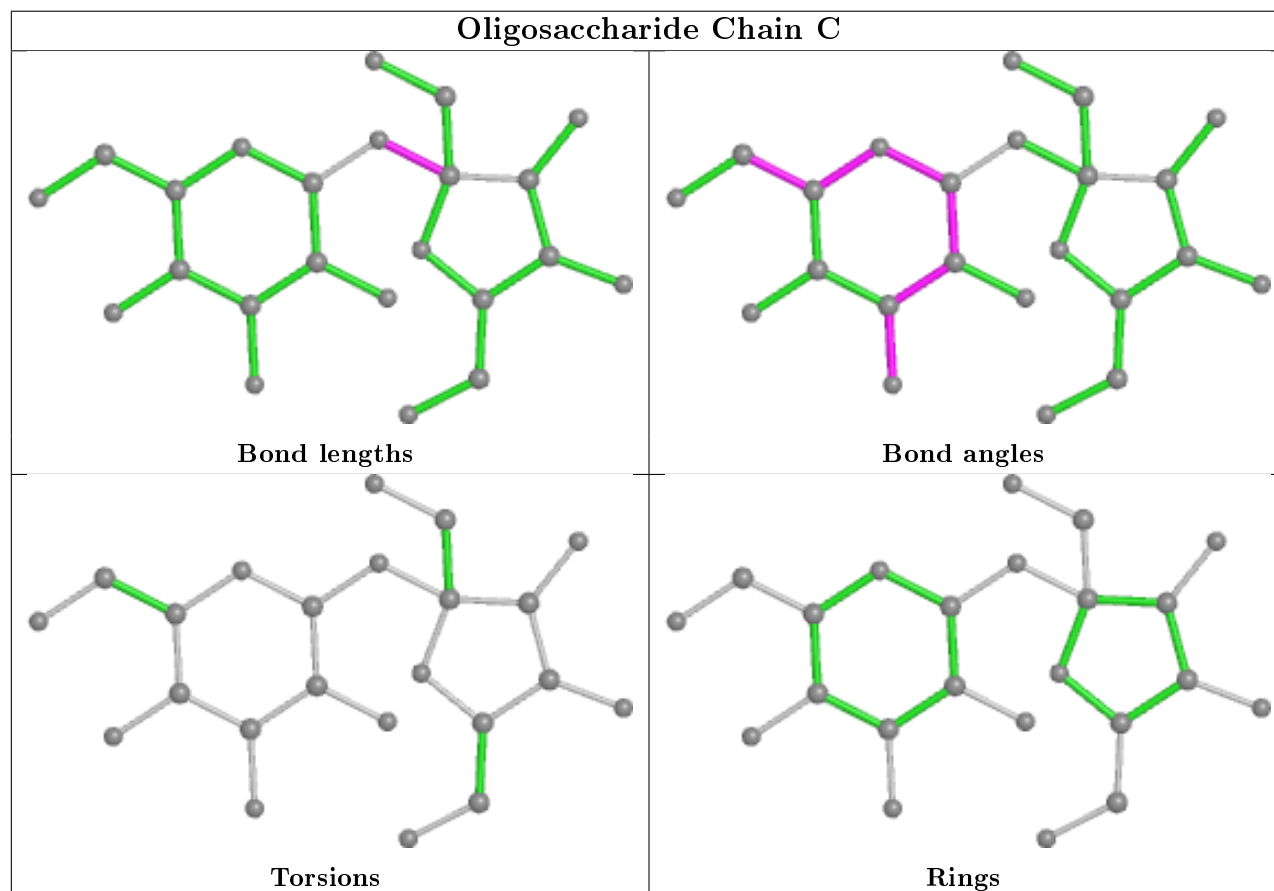 Oligosaccharide Chain C
Bond lengths
Bond angles
Torsions
Rings